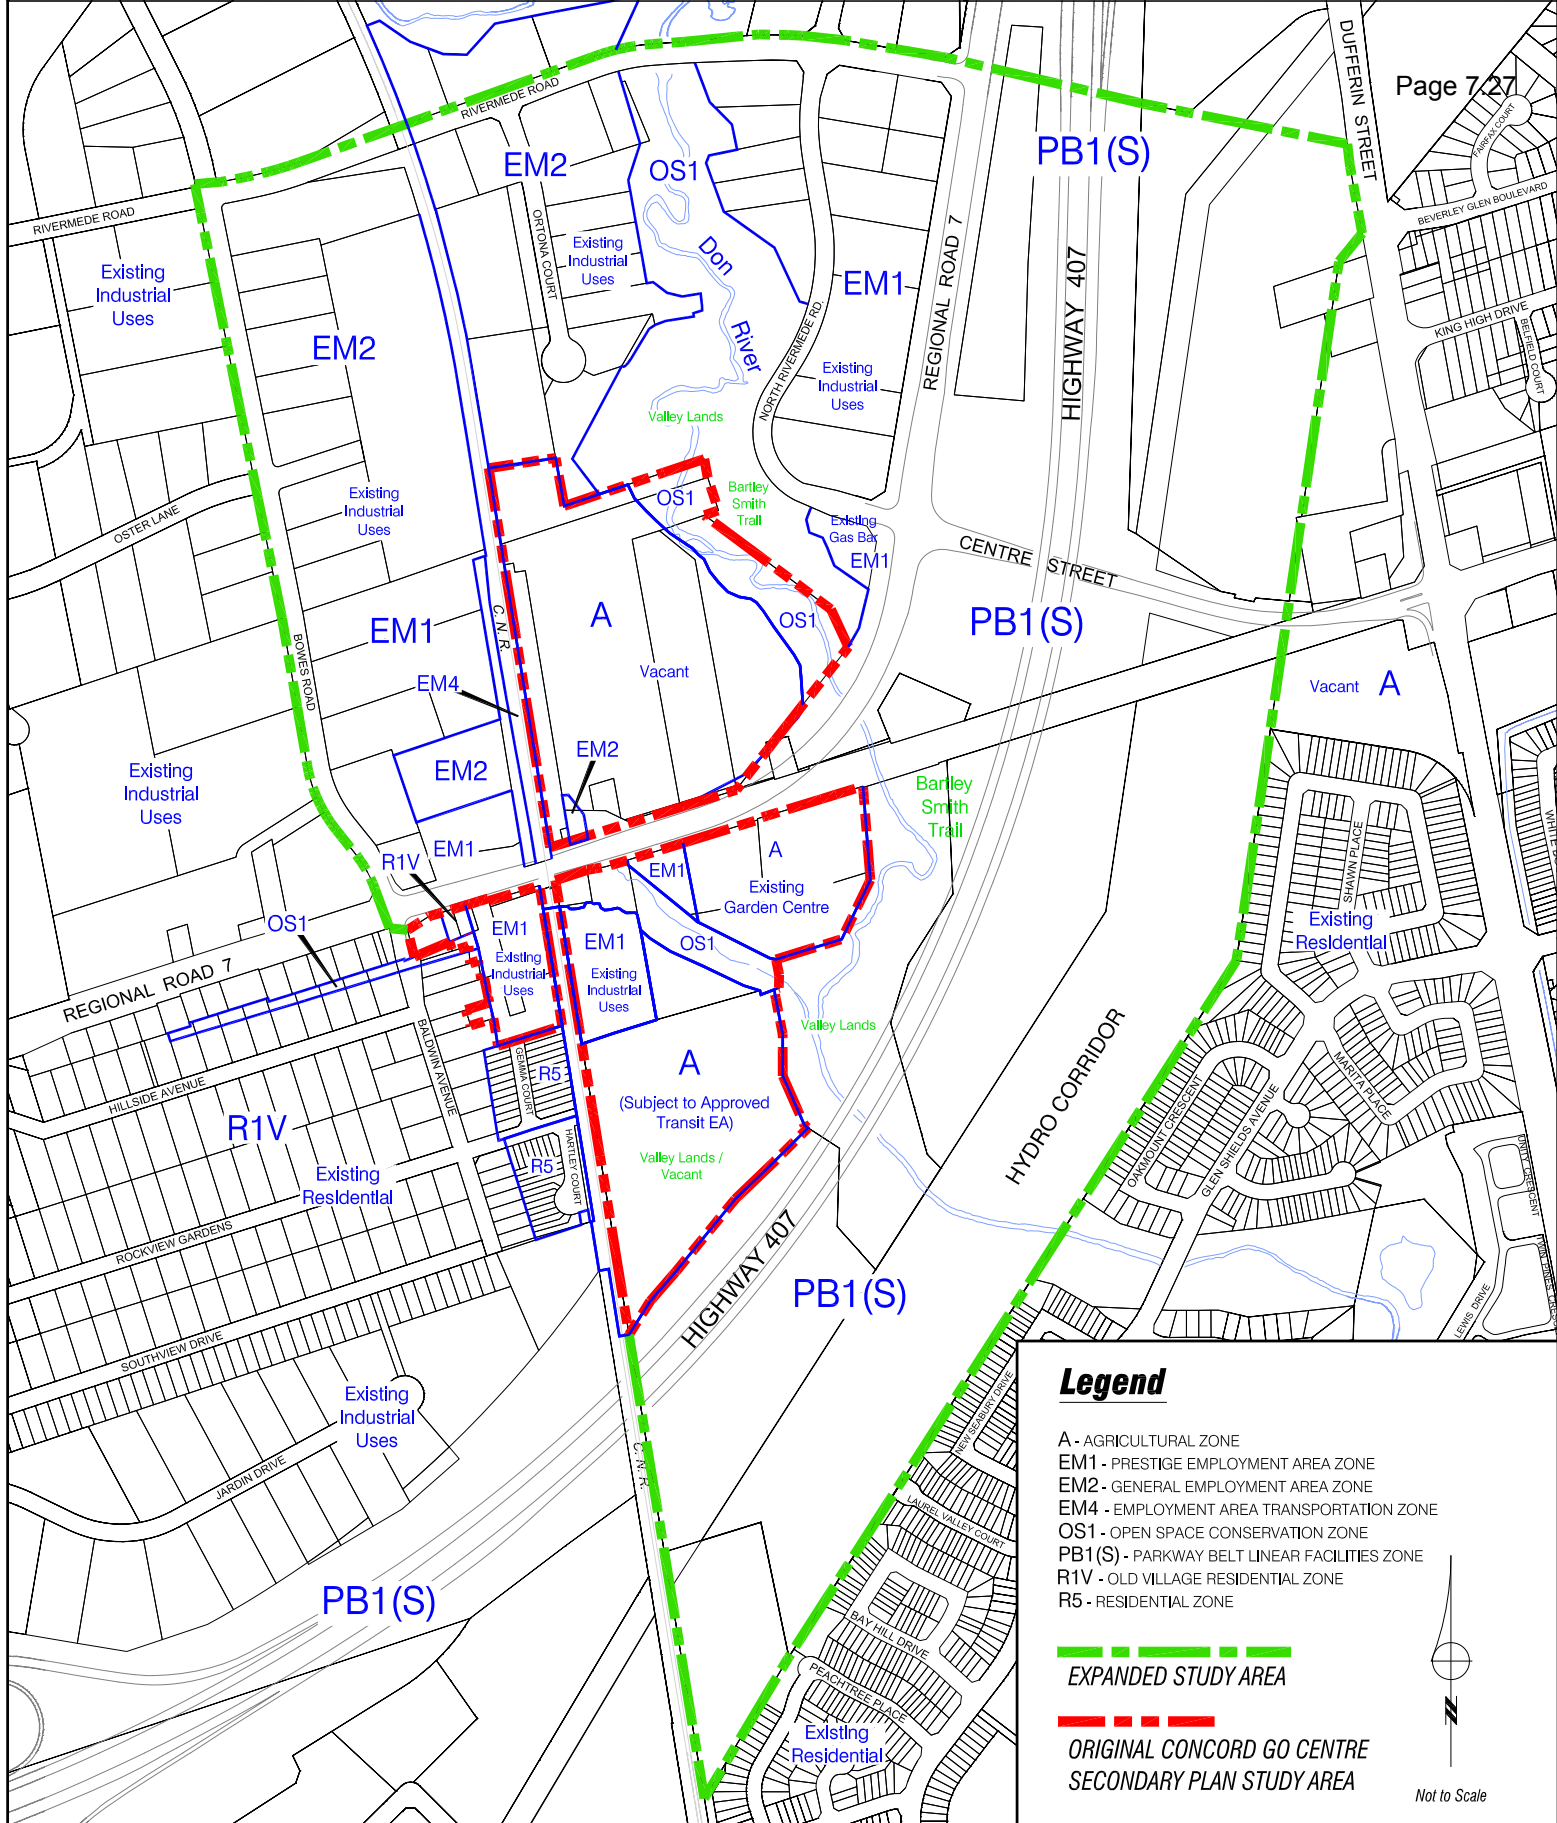 Page 7.27
DUFFERIN STREET
FAIRFAX COURT
BEVERLEY GLEN BOULEVARD
KING HIGH DRIVE
BELFIELD COURT
RIVERMEDE ROAD
RIVERMEDE ROAD
EM2
OS1
PB1(S)
ORTONA COURT
Existing
Industrial
Uses
Don
River
EM1
NORTH RIVERMEDE RD.
REGIONAL ROAD 7
HIGHWAY 407
Existing
Industrial
Uses
EM2
Existing
Industrial
Uses
Valley Lands
OSTER LANE
Existing
Industrial
Uses
OS1
Bartley
Smith
Trail
Existing
Gas Bar
EM1
CENTRE STREET
C. N. R.
A
OS1
PB1(S)
EM1
BOWES ROAD
EM4
Vacant
Vacant A
EM2
EM2
Existing
Industrial
Uses
Bartley
Smith
Trail
R1V
EM1
EM1
A
Existing
Garden Centre
SHAWN PLACE
Existing
Residential
OS1
EM1
Existing
Industrial
Uses
EM1
Existing
Industrial
Uses
OS1
REGIONAL ROAD 7
Valley Lands
BALDWIN AVENUE
GEMMA COURT
R5
A
(Subject to Approved
Transit EA)
Valley Lands /
Vacant
HYDRO CORRIDOR
MARITA PLACE
OAKMOUNT CRESCENT
GLEN SHIELDS AVENUE
HILLSIDE AVENUE
R1V
Existing
Residential
R5
HARTLEY COURT
UNITY CRESCENT
ROCKVIEW GARDENS
HIGHWAY 407
PB1(S)
LEWIS DRIVE
SOUTHVIEW DRIVE
Existing
Industrial
Uses
JARDIN DRIVE
C. N. R.
NEW SEABURY DRIVE
LAUREL VALLEY COURT
PB1(S)
BAY HILL DRIVE
PEACHTREE PLACE
Existing
Residential
Legend
A - AGRICULTURAL ZONE
EM1 - PRESTIGE EMPLOYMENT AREA ZONE
EM2 - GENERAL EMPLOYMENT AREA ZONE
EM4 - EMPLOYMENT AREA TRANSPORTATION ZONE
OS1 - OPEN SPACE CONSERVATION ZONE
PB1(S) - PARKWAY BELT LINEAR FACILITIES ZONE
R1V - OLD VILLAGE RESIDENTIAL ZONE
R5 - RESIDENTIAL ZONE
EXPANDED STUDY AREA
ORIGINAL CONCORD GO CENTRE
SECONDARY PLAN STUDY AREA
N
Not to Scale